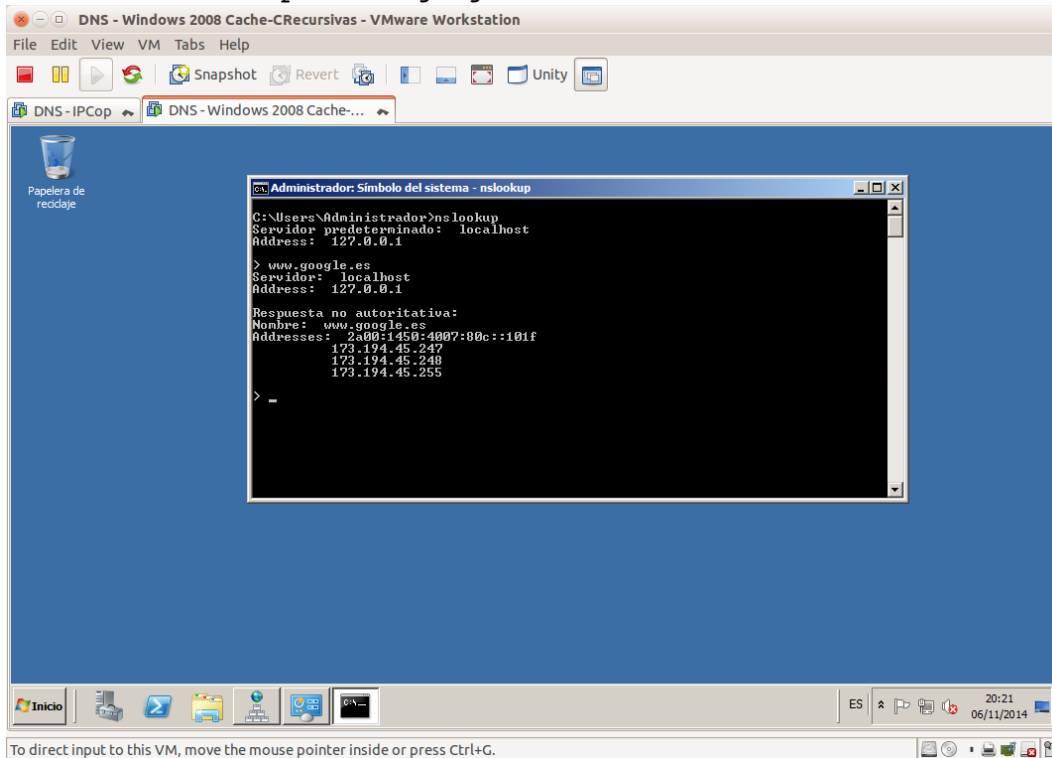 DNS - Windows 2008 Cache-CRecursivas - VMware Workstation
File Edit View VM Tabs Help
Snapshot Revert Unity
DNS - IPCop DNS - Windows 2008 Cache-...
Papelera de
reciclaje
Administrador: Símbolo del sistema - nslookup
C:\Users\Administrador>nslookup
Servidor predeterminado: localhost
Address: 127.0.0.1
> www.google.es
Servidor: localhost
Address: 127.0.0.1
Respuesta no autoritativa:
Nombre: www.google.es
Addresses: 2a00:1450:4007:80c::101f
173.194.45.247
173.194.45.248
173.194.45.255
> _
Inicio
ES
20:21
06/11/2014
To direct input to this VM, move the mouse pointer inside or press Ctrl+G.